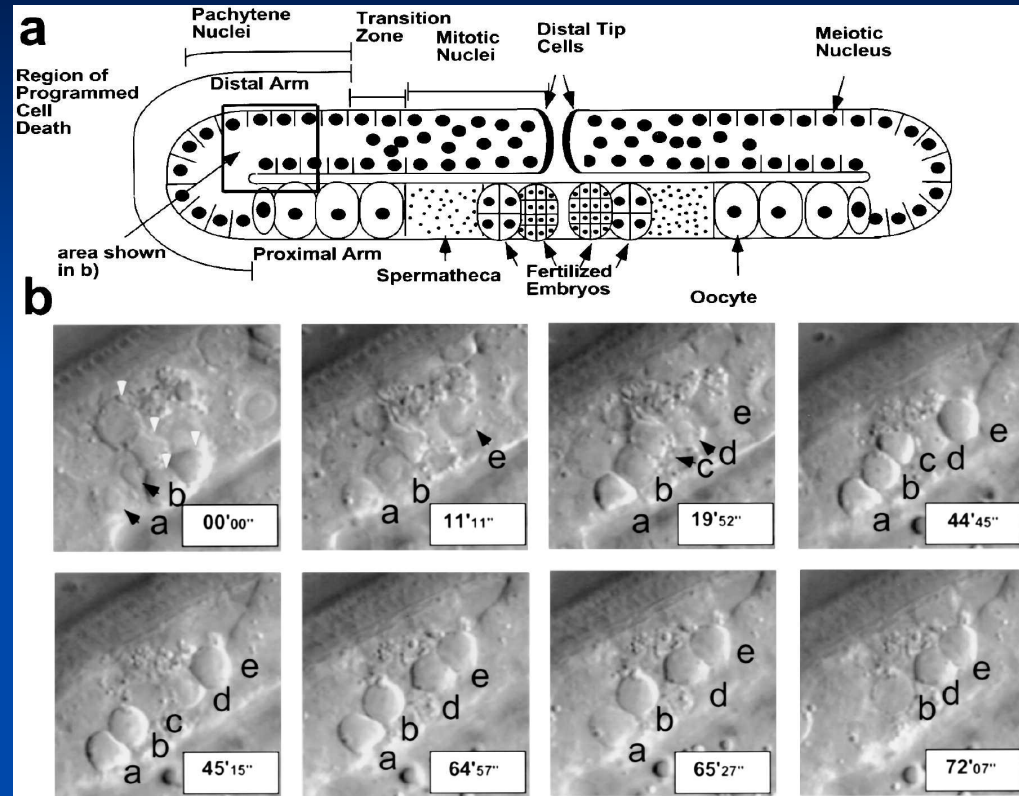 a
Pachytene
Nuclei
Transition
Zone
Mitotic
Nuclei
Distal Tip
Cells
Meiotic
Nucleus
Region of
Programmed
Cell
Death
Distal Arm
area shown
in b)
Proximal Arm
Spermatheca
Fertilized
Embryos
Oocyte
b
a b 00'00"
a b e 11'11"
a b c d e 19'52"
a b c d e 44'45"
a b c d e 45'15"
a b d e 64'57"
a b d e 65'27"
b d e 72'07"